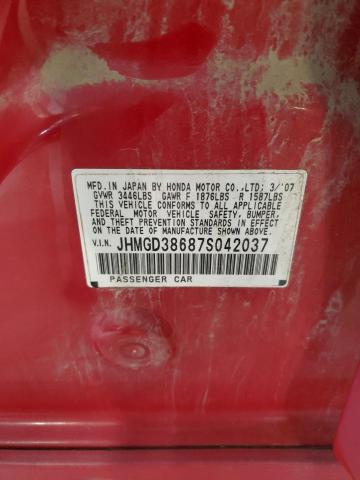 MFD. IN JAPAN BY HONDA MOTOR CO.,LTD; 3/'07
GVWR 3446LBS GAWR F 1876LBS R 1587LBS
THIS VEHICLE CONFORMS TO ALL APPLICABLE
FEDERAL MOTOR VEHICLE SAFETY, BUMPER,
AND THEFT PREVENTION STANDARDS IN EFFECT
ON THE DATE OF MANUFACTURE SHOWN ABOVE.
V.I.N. JHMGD38687S042037
PASSENGER CAR